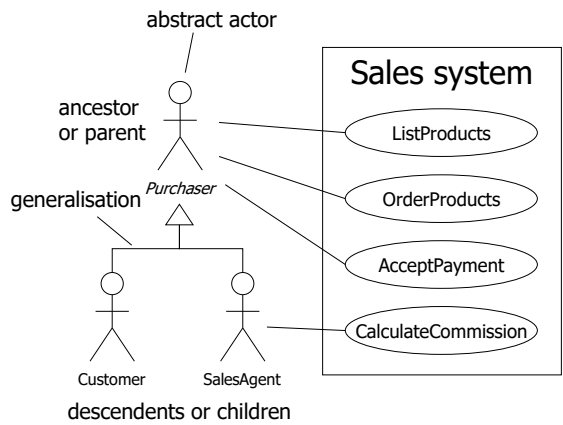 abstract actor
Sales system
ancestor
or parent
ListProducts
Purchaser
OrderProducts
generalisation
AcceptPayment
CalculateCommission
Customer
SalesAgent
descendents or children